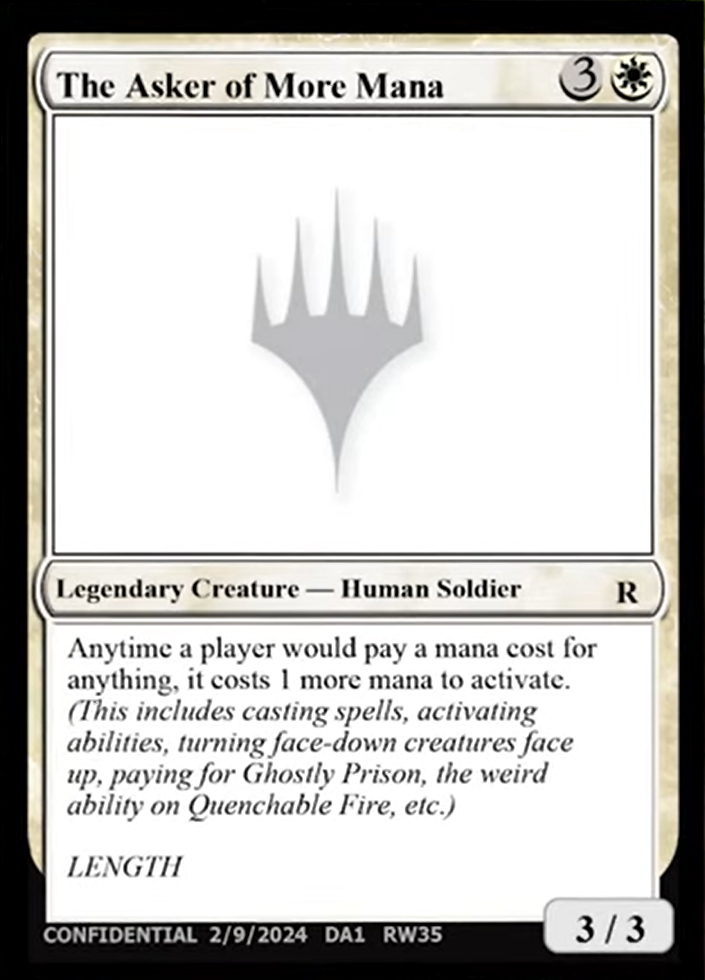 The Asker of More Mana 3
Legendary Creature — Human Soldier R
Anytime a player would pay a mana cost for
anything, it costs 1 more mana to activate.
(This includes casting spells, activating
abilities, turning face-down creatures face
up, paying for Ghostly Prison, the weird
ability on Quenchable Fire, etc.)
LENGTH
CONFIDENTIAL 2/9/2024 DA1 RW35
3 / 3